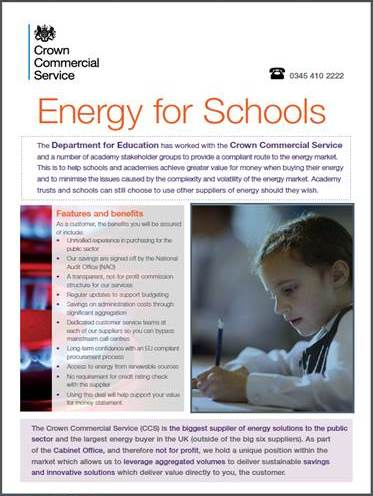 Crown
Commercial
Service
0345 410 2222
Energy for Schools
The Department for Education has worked with the Crown Commercial Service
and a number of academy stakeholder groups to provide a compliant route to the energy market.
This is to help schools and academies achieve greater value for money when buying their energy
and to minimise the issues caused by the complexity and volatility of the energy market. Academy
trusts and schools can still choose to use other suppliers of energy should they wish.
Features and benefits
As a customer, the benefits you will be assured
of include:
• Unrivalled experience in purchasing for the
public sector
• Our savings are signed off by the National
Audit Office (NAO)
• A transparent, not-for-profit commission
structure for our services
• Regular updates to support budgeting
• Savings on administration costs through
significant aggregation
• Dedicated customer service teams at
each of our suppliers so you can bypass
mainstream call centres
• Long-term confidence with an EU compliant
procurement process
• Access to energy from renewable sources
• No requirement for credit rating check
with the supplier
• Using this deal will help support your value
for money statement.
The Crown Commercial Service (CCS) is the biggest supplier of energy solutions to the public
sector and the largest energy buyer in the UK (outside of the big six suppliers). As part
of the Cabinet Office, and therefore not for profit, we hold a unique position within the
market which allows us to leverage aggregated volumes to deliver sustainable savings
and innovative solutions which deliver value directly to you, the customer.